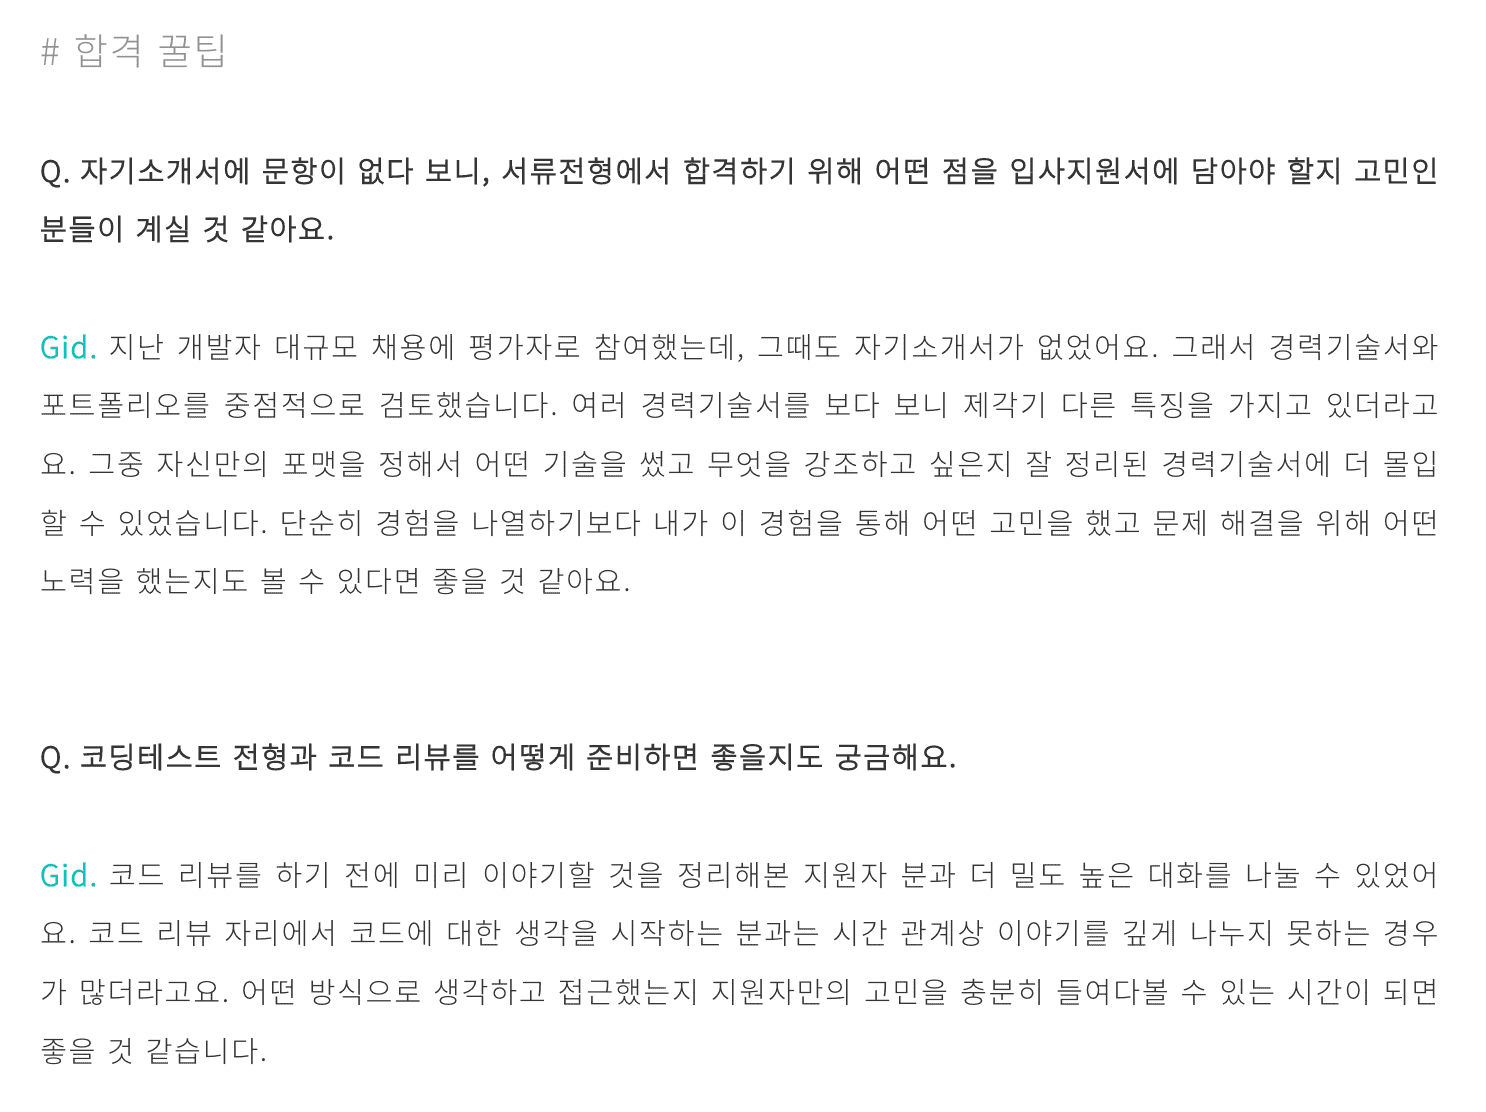 # 합격 꿀팁
Q. 자기소개서에 문항이 없다 보니, 서류전형에서 합격하기 위해 어떤 점을 입사지원서에 담아야 할지 고민인
분들이 계실 것 같아요.
Gid. 지난 개발자 대규모 채용에 평가자로 참여했는데, 그때도 자기소개서가 없었어요. 그래서 경력기술서와
포트폴리오를 중점적으로 검토했습니다. 여러 경력기술서를 보다 보니 제각기 다른 특징을 가지고 있더라고
요. 그중 자신만의 포맷을 정해서 어떤 기술을 썼고 무엇을 강조하고 싶은지 잘 정리된 경력기술서에 더 몰입
할 수 있었습니다. 단순히 경험을 나열하기보다 내가 이 경험을 통해 어떤 고민을 했고 문제 해결을 위해 어떤
노력을 했는지도 볼 수 있다면 좋을 것 같아요.
Q. 코딩테스트 전형과 코드 리뷰를 어떻게 준비하면 좋을지도 궁금해요.
Gid. 코드 리뷰를 하기 전에 미리 이야기할 것을 정리해본 지원자 분과 더 밀도 높은 대화를 나눌 수 있었어
요. 코드 리뷰 자리에서 코드에 대한 생각을 시작하는 분과는 시간 관계상 이야기를 깊게 나누지 못하는 경우
가 많더라고요. 어떤 방식으로 생각하고 접근했는지 지원자만의 고민을 충분히 들여다볼 수 있는 시간이 되면
좋을 것 같습니다.